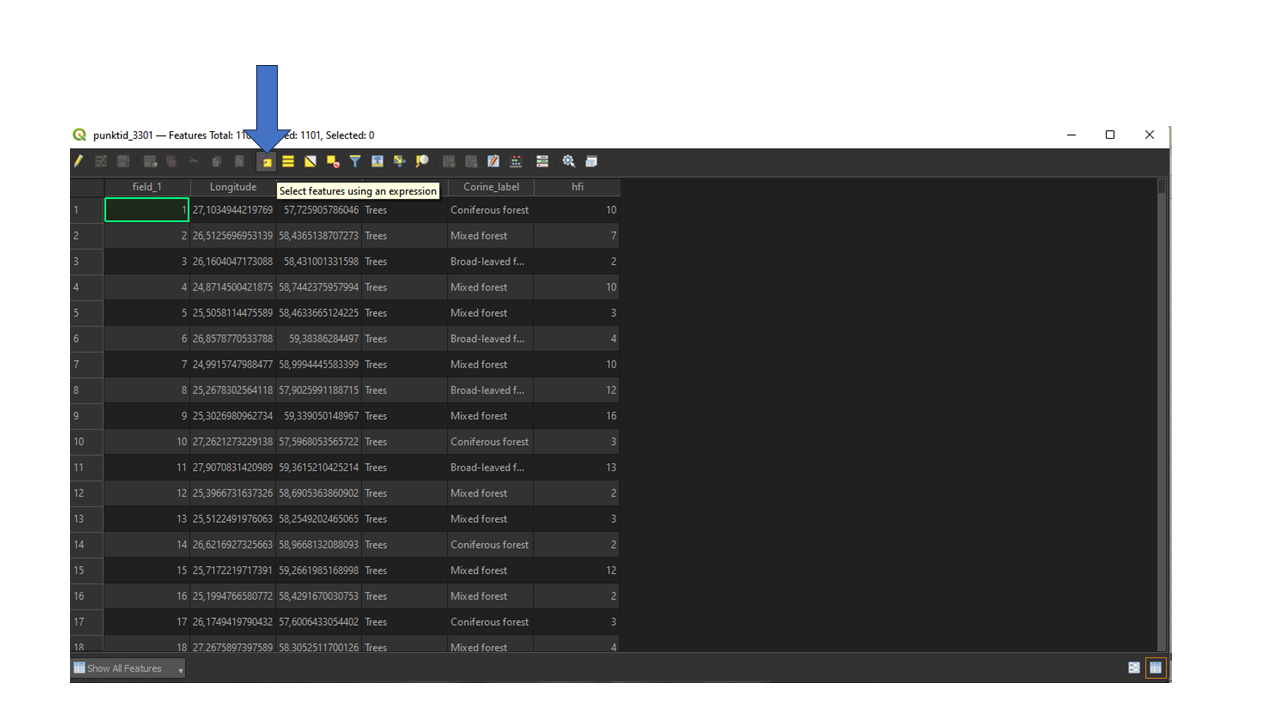 punktid_3301 — Features Total: 110 ed: 1101, Selected: 0
Select features using an expression
field_1 Longitude Corine_label hfi
1 1 27,1034944219769 57,725905786046 Trees Coniferous forest 10
2 2 26,5125696953139 58,4365138707273 Trees Mixed forest 7
3 3 26,1604047173088 58,431001331598 Trees Broad-leaved f... 2
4 4 24,8714500421875 58,7442375957994 Trees Mixed forest 10
5 5 25,5058114475589 58,4633665124225 Trees Mixed forest 3
6 6 26,8578770533788 59,38386284497 Trees Broad-leaved f... 4
7 7 24,9915747988477 58,9994445583399 Trees Mixed forest 10
8 8 25,2678302564118 57,9025991188715 Trees Broad-leaved f... 12
9 9 25,3026980962734 59,339050148967 Trees Mixed forest 16
10 10 27,2621273229138 57,5968053565722 Trees Coniferous forest 3
11 11 27,9070831420989 59,3615210425214 Trees Broad-leaved f... 13
12 12 25,3966731637326 58,6905363860902 Trees Mixed forest 2
13 13 25,5122491976063 58,2549202465065 Trees Mixed forest 3
14 14 26,6216927325663 58,9668132088093 Trees Coniferous forest 2
15 15 25,7172219717391 59,2661985168998 Trees Mixed forest 12
16 16 25,1994766580772 58,4291670030753 Trees Mixed forest 2
17 17 26,1749419790432 57,6006433054402 Trees Coniferous forest 3
18 18 27,2675897397589 58,3052511700126 Trees Mixed forest 4
Show All Features